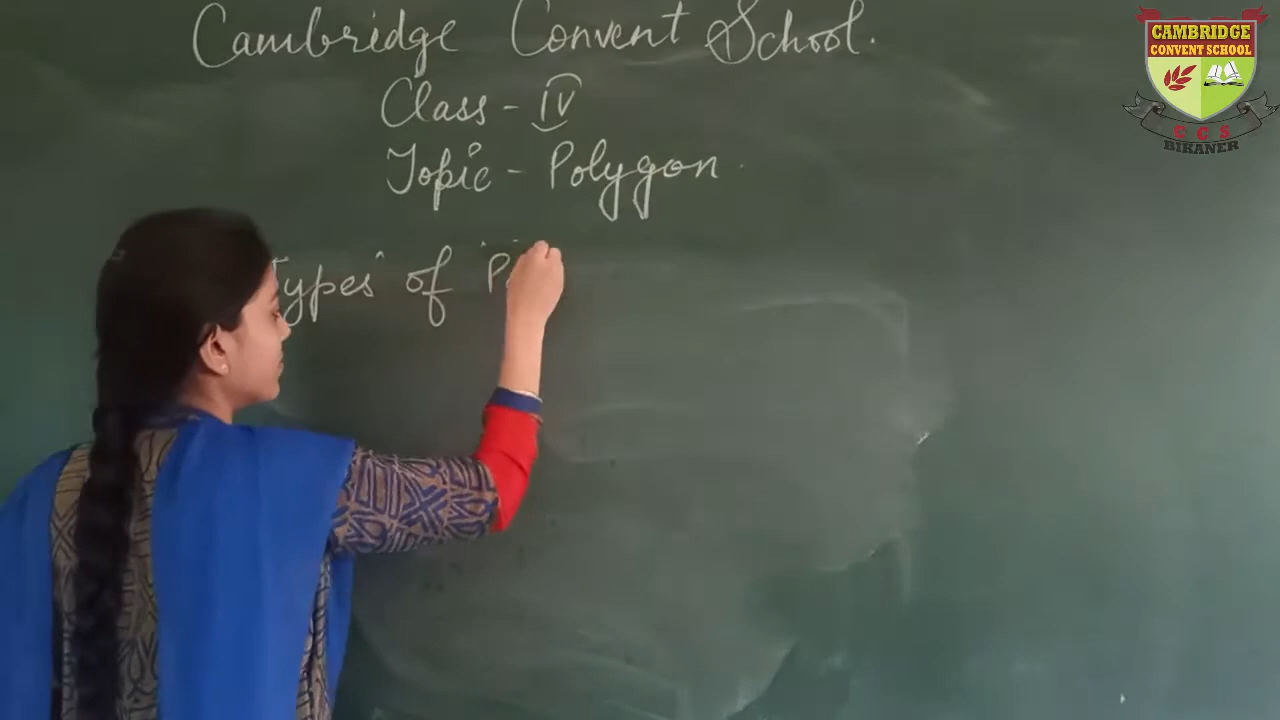 Cambridge Convent School.
Class - IV
Topic - Polygon
Types of
CAMBRIDGE
CONVENT SCHOOL
C C S
BIKANER